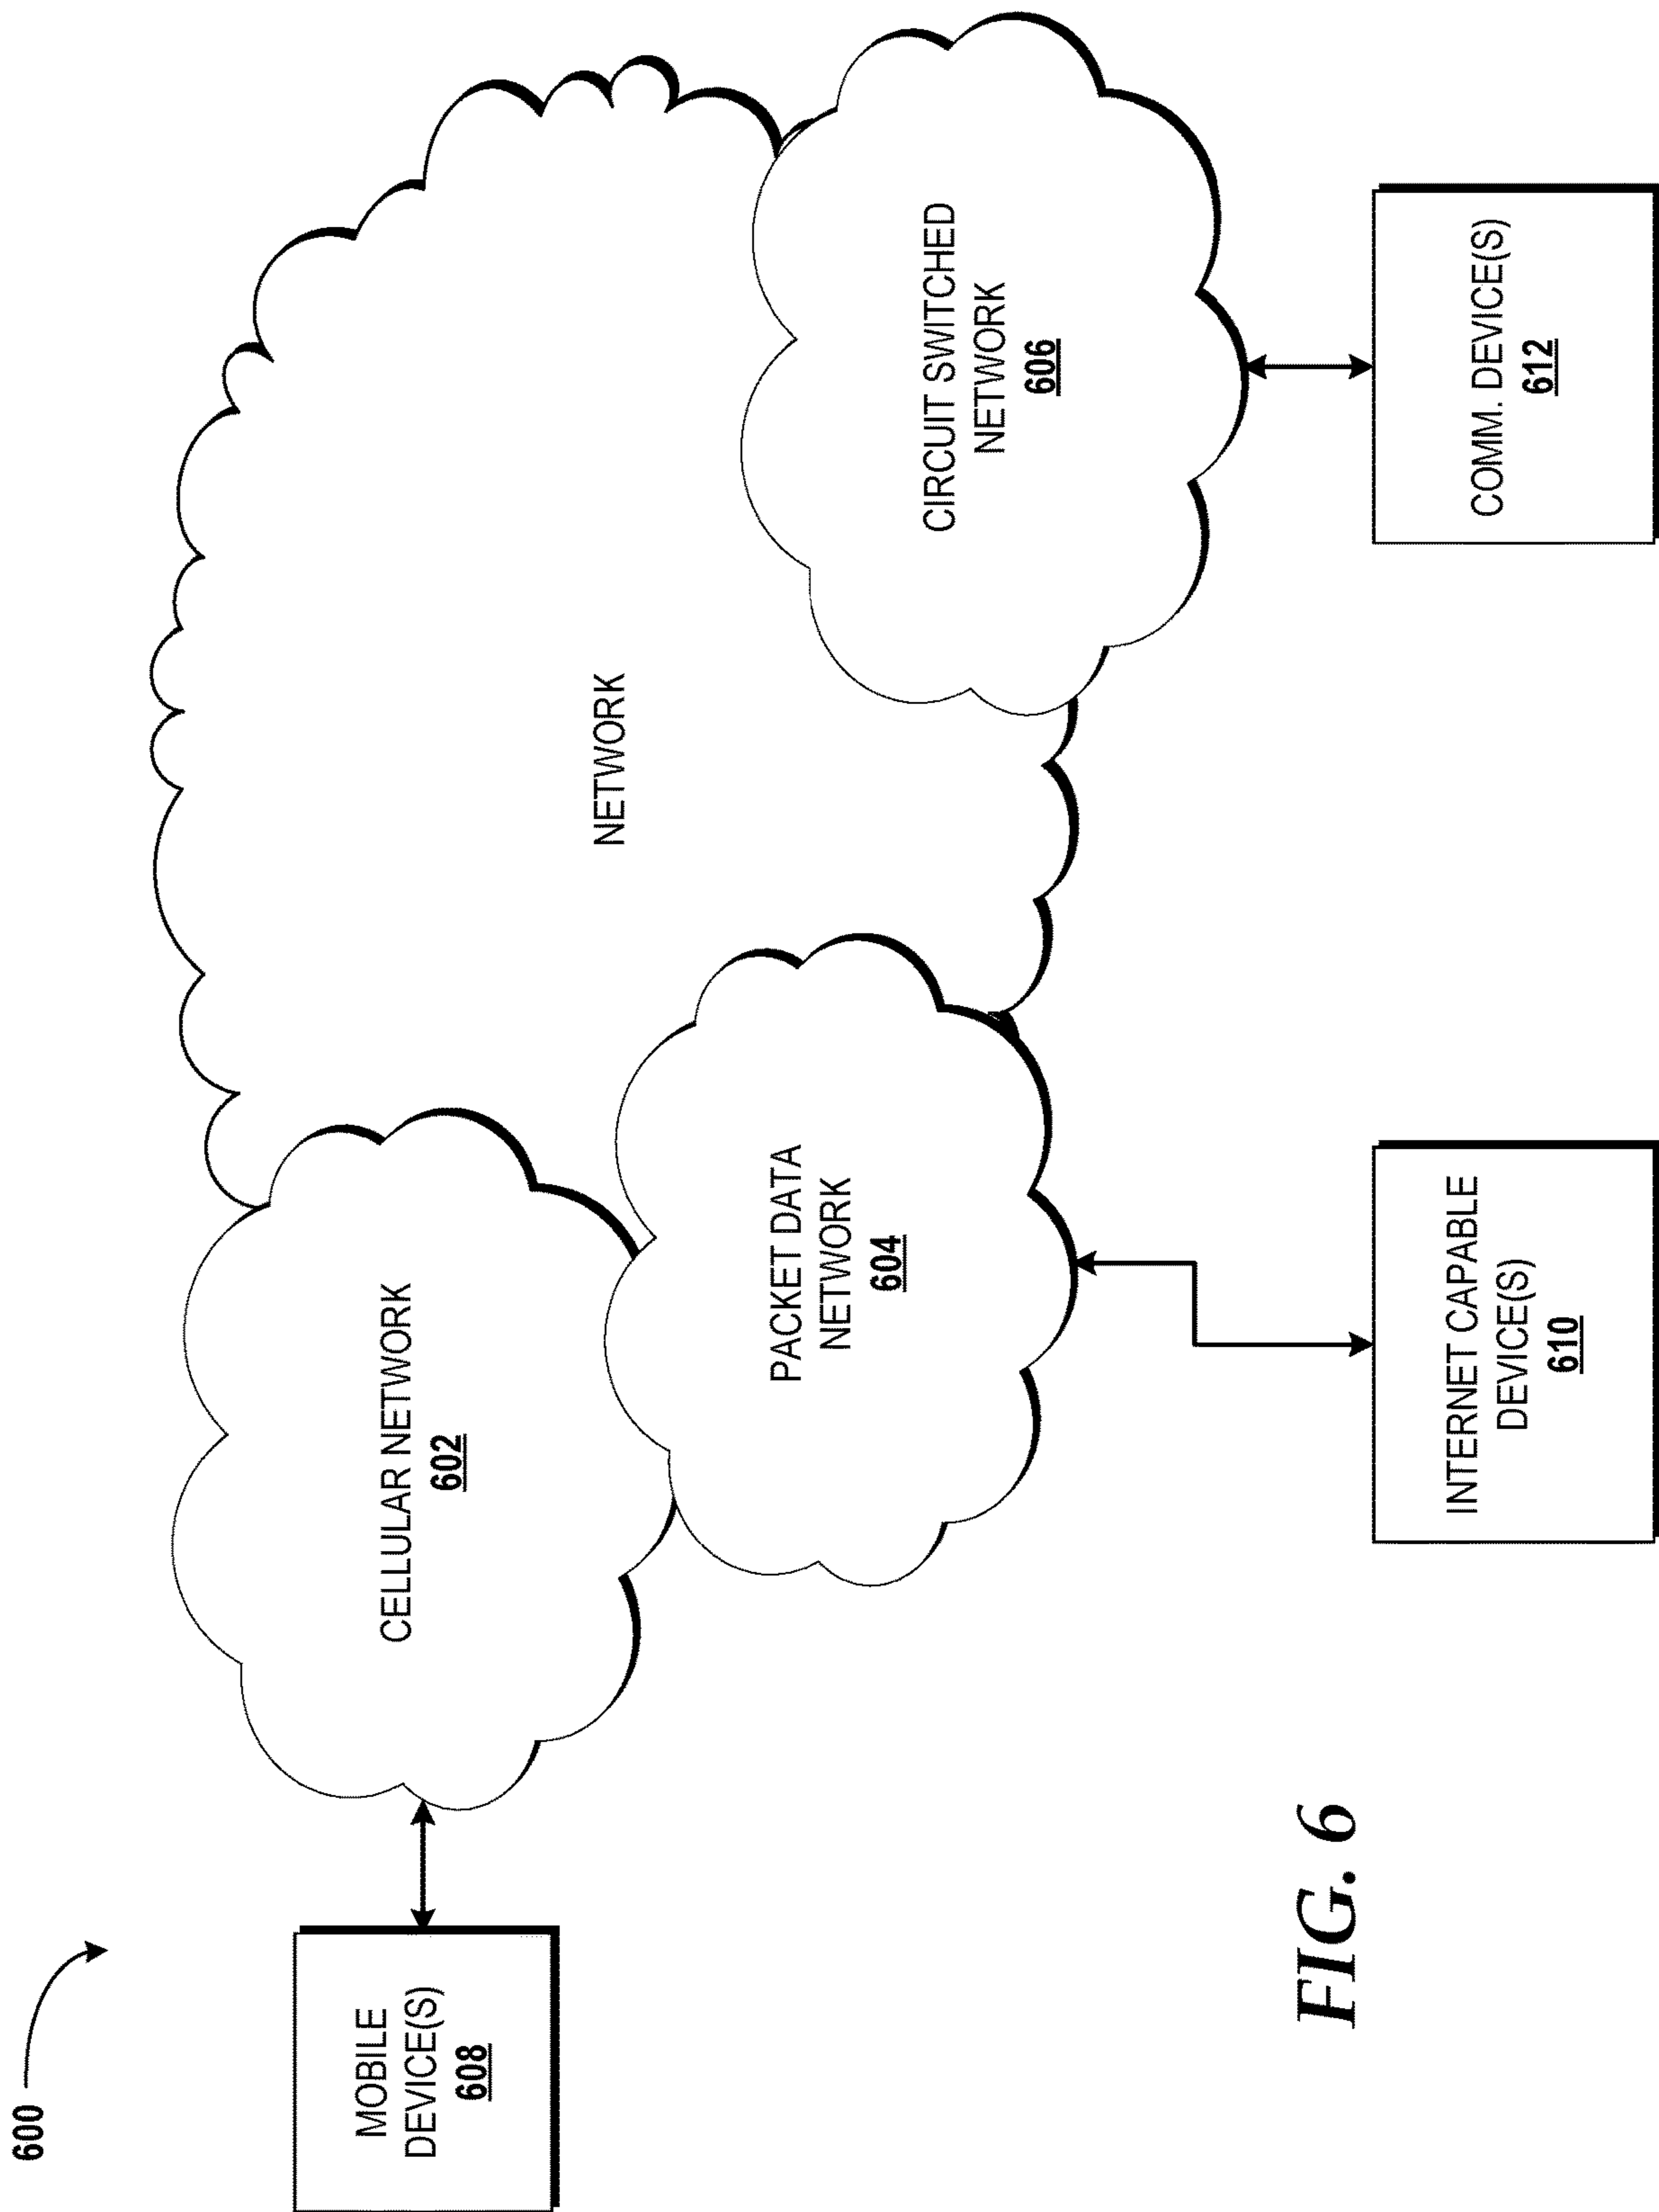 600
MOBILE
DEVICE(S)
608
CELLULAR NETWORK
602
NETWORK
PACKET DATA
NETWORK
604
CIRCUIT SWITCHED
NETWORK
606
INTERNET CAPABLE
DEVICE(S)
610
COMM. DEVICE(S)
612
FIG. 6